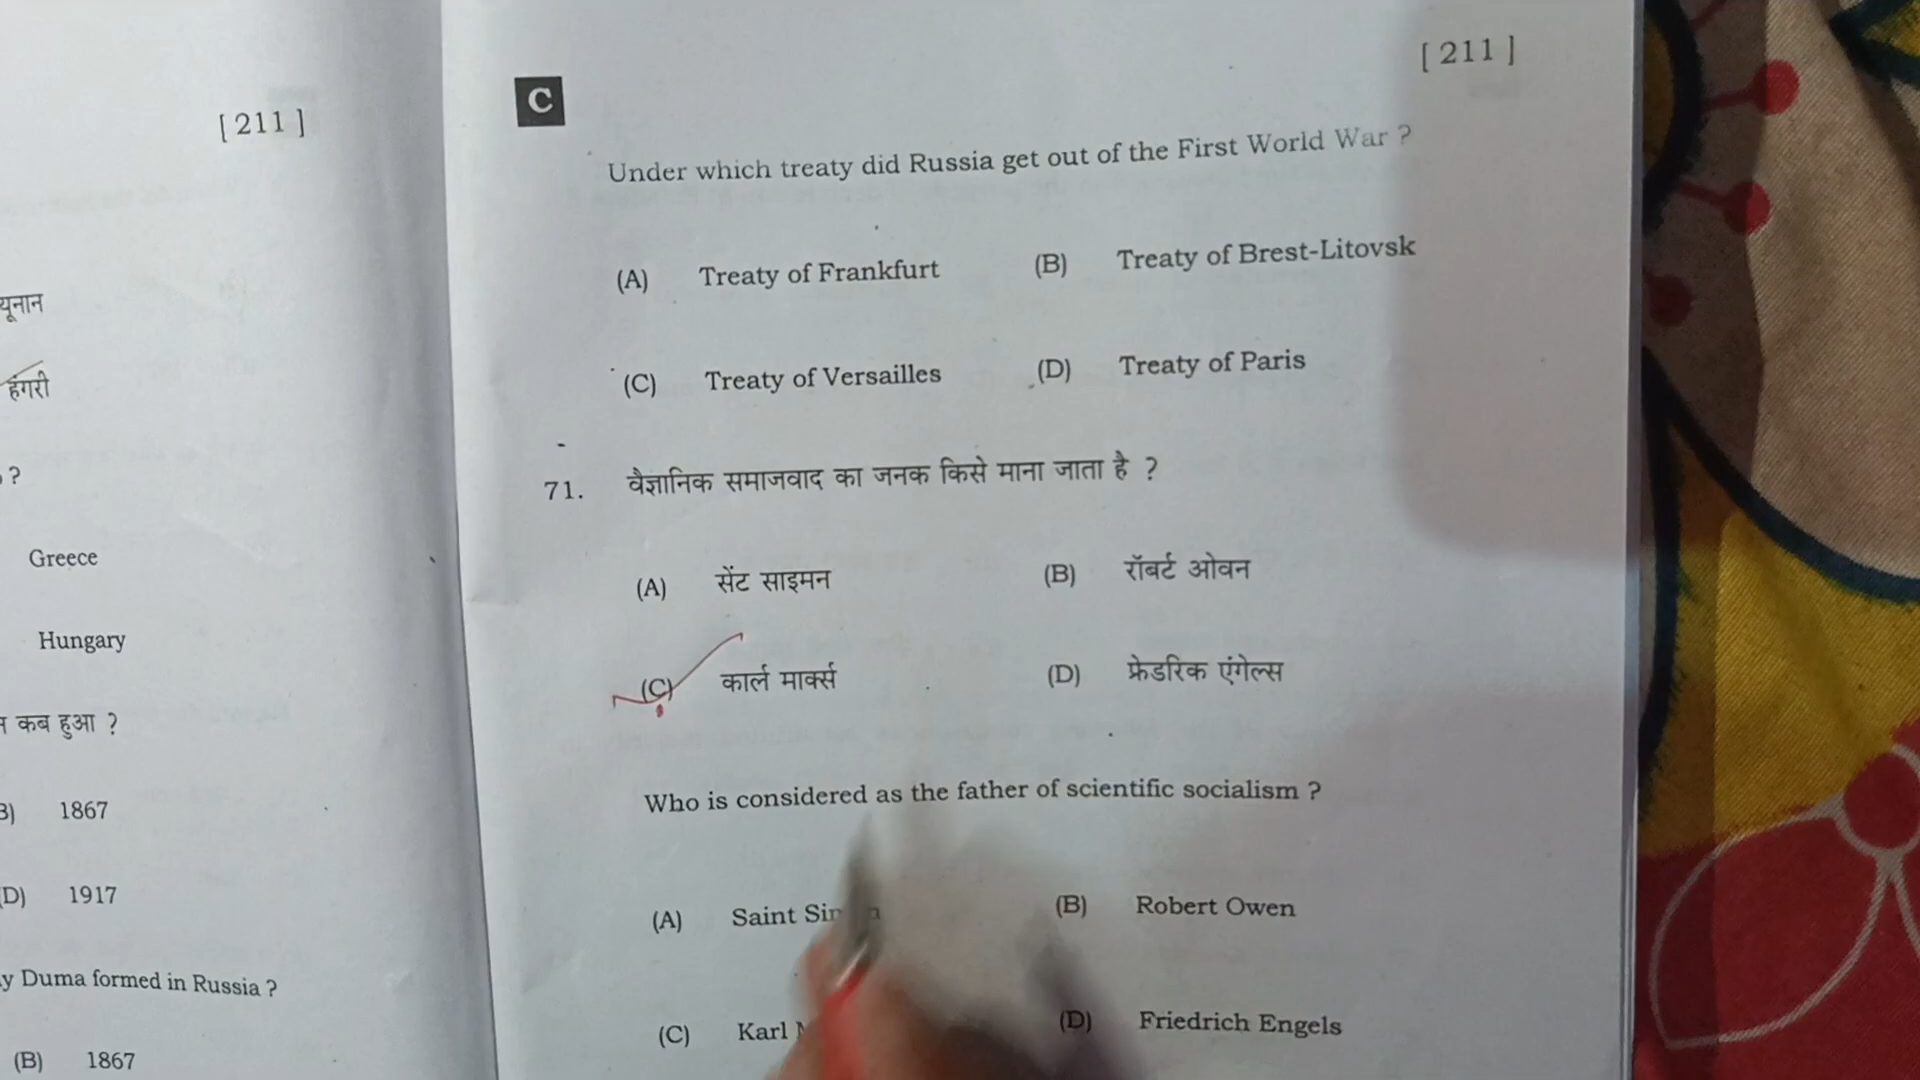 [ 211 ]
यूनान
हंगरी
?
Greece
Hungary
कब हुआ ?
1867
(D) 1917
y Duma formed in Russia ?
(B) 1867
C
[ 211 ]
Under which treaty did Russia get out of the First World War ?
(A) Treaty of Frankfurt (B) Treaty of Brest-Litovsk
(C) Treaty of Versailles (D) Treaty of Paris
71. वैज्ञानिक समाजवाद का जनक किसे माना जाता है ?
(A) सेंट साइमन (B) रॉबर्ट ओवन
(C) कार्ल मार्क्स (D) फ्रेडरिक एंगेल्स
Who is considered as the father of scientific socialism ?
(A) Saint (B) Robert Owen
(C) Karl (D) Friedrich Engels